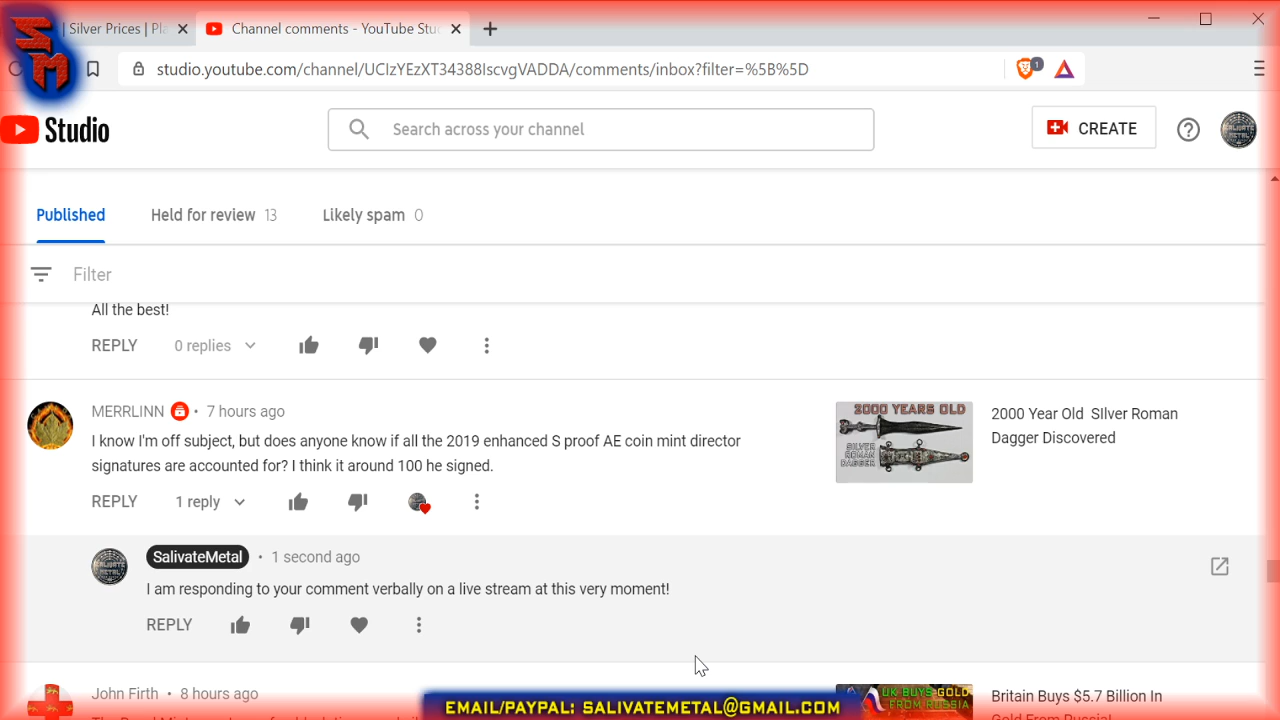 SM
| Silver Prices | Pl
Channel comments - YouTube Stu
studio.youtube.com/channel/UCIzYEzXT34388IscvgVADDA/comments/inbox?filter=%5B%5D
1
Studio
Search across your channel
CREATE
Published
Held for review 13
Likely spam 0
Filter
All the best!
REPLY 0 replies
MERRLINN • 7 hours ago
I know I'm off subject, but does anyone know if all the 2019 enhanced S proof AE coin mint director
signatures are accounted for? I think it around 100 he signed.
REPLY 1 reply
2000 YEARS OLD
SILVER
ROMAN
DAGGER
2000 Year Old SIlver Roman
Dagger Discovered
SalivateMetal • 1 second ago
I am responding to your comment verbally on a live stream at this very moment!
REPLY
John Firth • 8 hours ago
UK BUYS GOLD
FROM RUSSIA
Britain Buys $5.7 Billion In
Gold From Russia!
EMAIL/PAYPAL: SALIVATEMETAL@GMAIL.COM